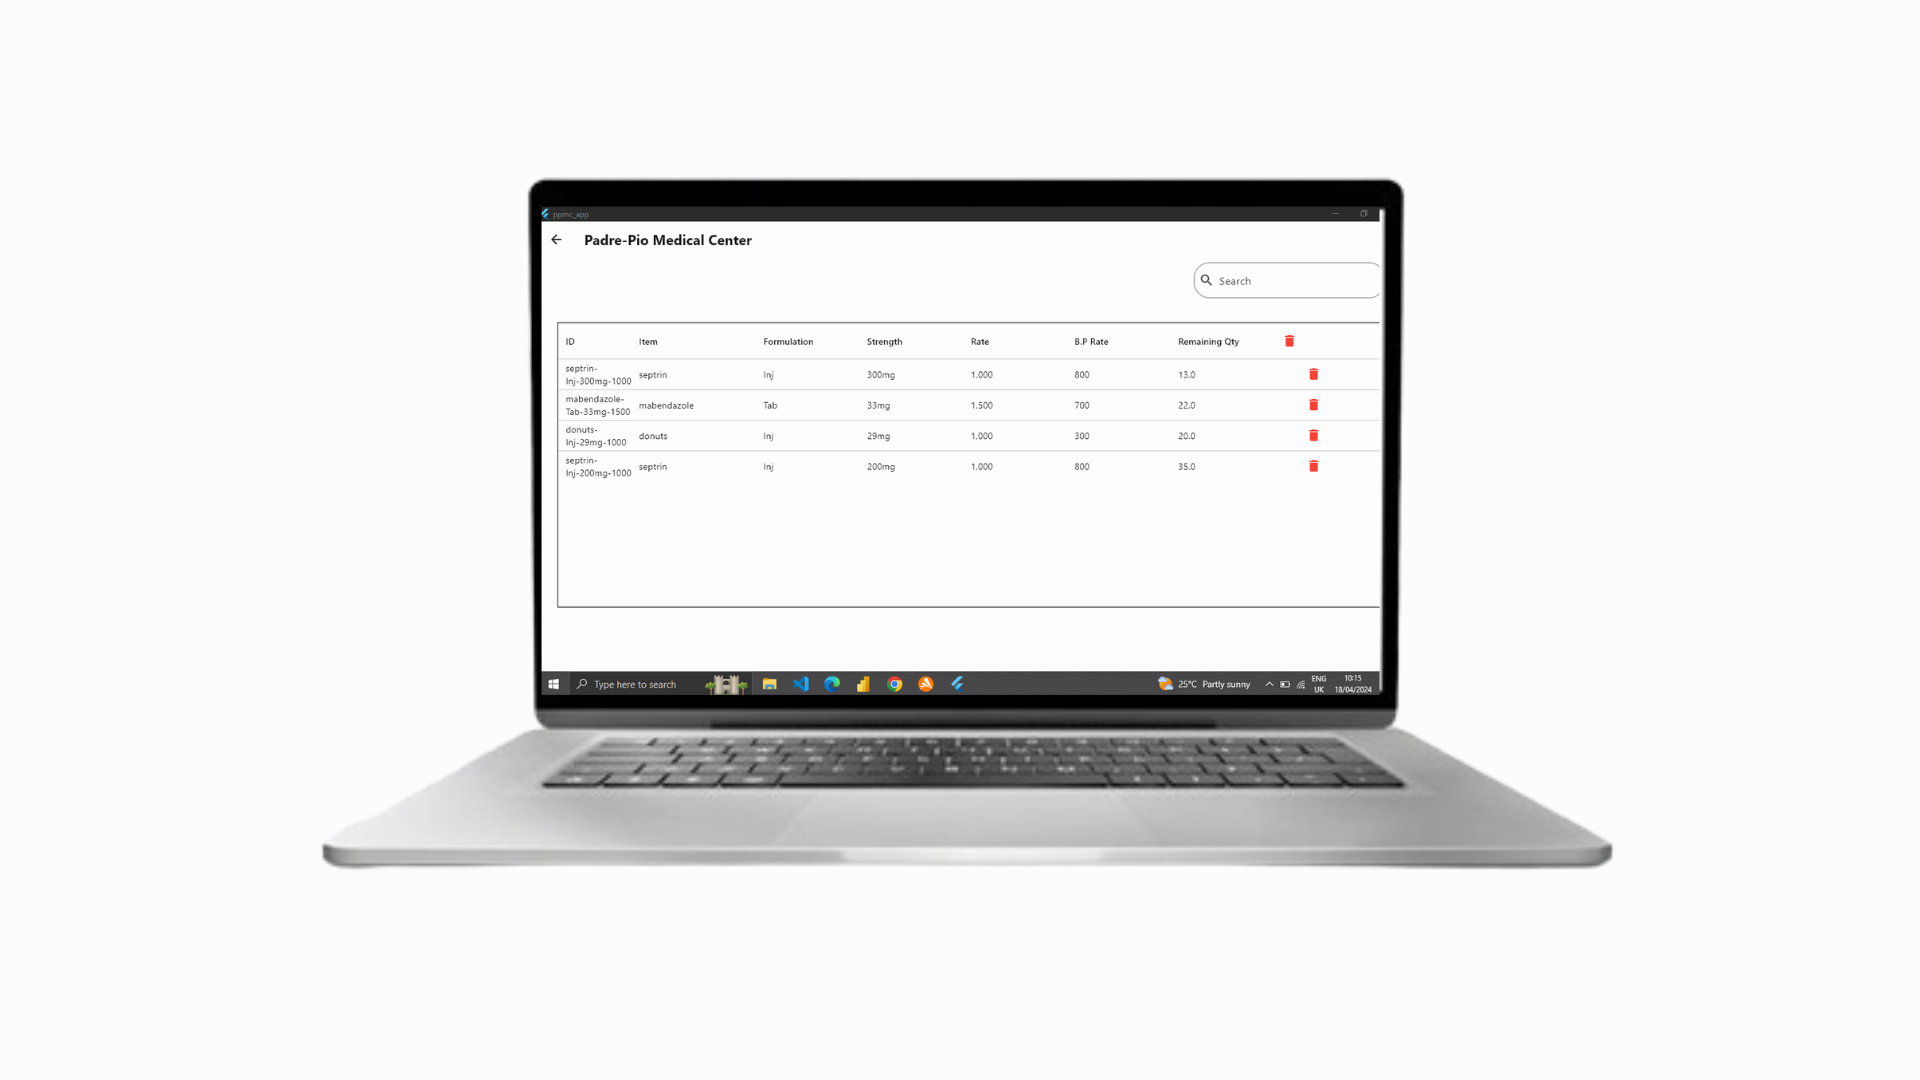 ppmc_app
Padre-Pio Medical Center
Search
ID Item Formulation Strength Rate B.P Rate Remaining Qty
septrin-
Inj-300mg-1000 septrin Inj 300mg 1.000 800 13.0
mabendazole-
Tab-33mg-1500 mabendazole Tab 33mg 1.500 700 22.0
donuts-
Inj-29mg-1000 donuts Inj 29mg 1.000 300 20.0
septrin-
Inj-200mg-1000 septrin Inj 200mg 1.000 800 35.0
Type here to search 25°C Partly sunny ENG 10:15
UK 18/04/2024